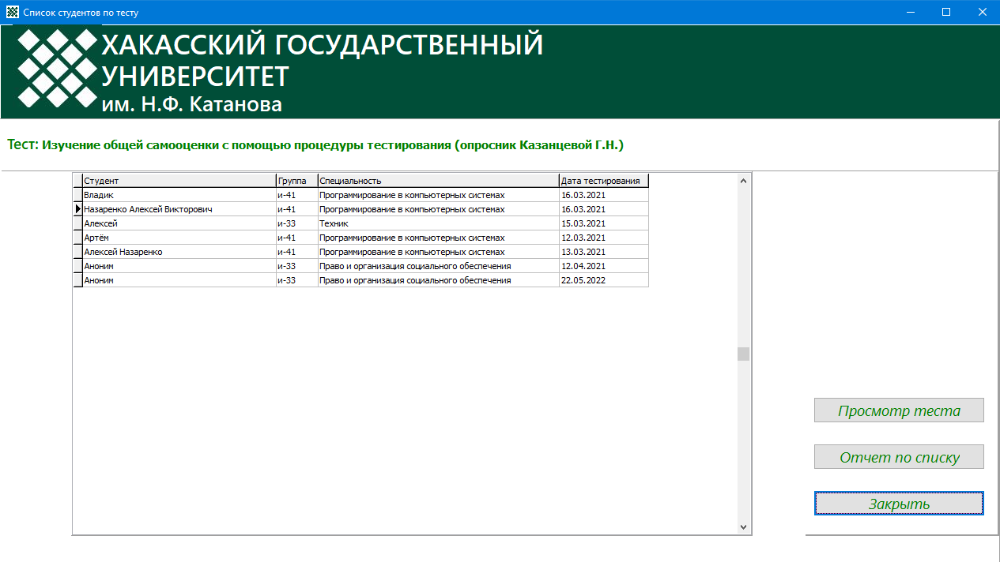 Список студентов по тесту
ХАКАССКИЙ ГОСУДАРСТВЕННЫЙ
УНИВЕРСИТЕТ
им. Н.Ф. Катанова
Тест: Изучение общей самооценки с помощью процедуры тестирования (опросник Казанцевой Г.Н.)
Студент Группа Специальность Дата тестирования
Владик и-41 Программирование в компьютерных системах 16.03.2021
Назаренко Алексей Викторович и-41 Программирование в компьютерных системах 16.03.2021
Алексей и-33 Техник 15.03.2021
Артём и-41 Программирование в компьютерных системах 12.03.2021
Алексей Назаренко и-41 Программирование в компьютерных системах 13.03.2021
Аноним и-33 Право и организация социального обеспечения 12.04.2021
Аноним и-33 Право и организация социального обеспечения 22.05.2022
Просмотр теста
Отчет по списку
Закрыть